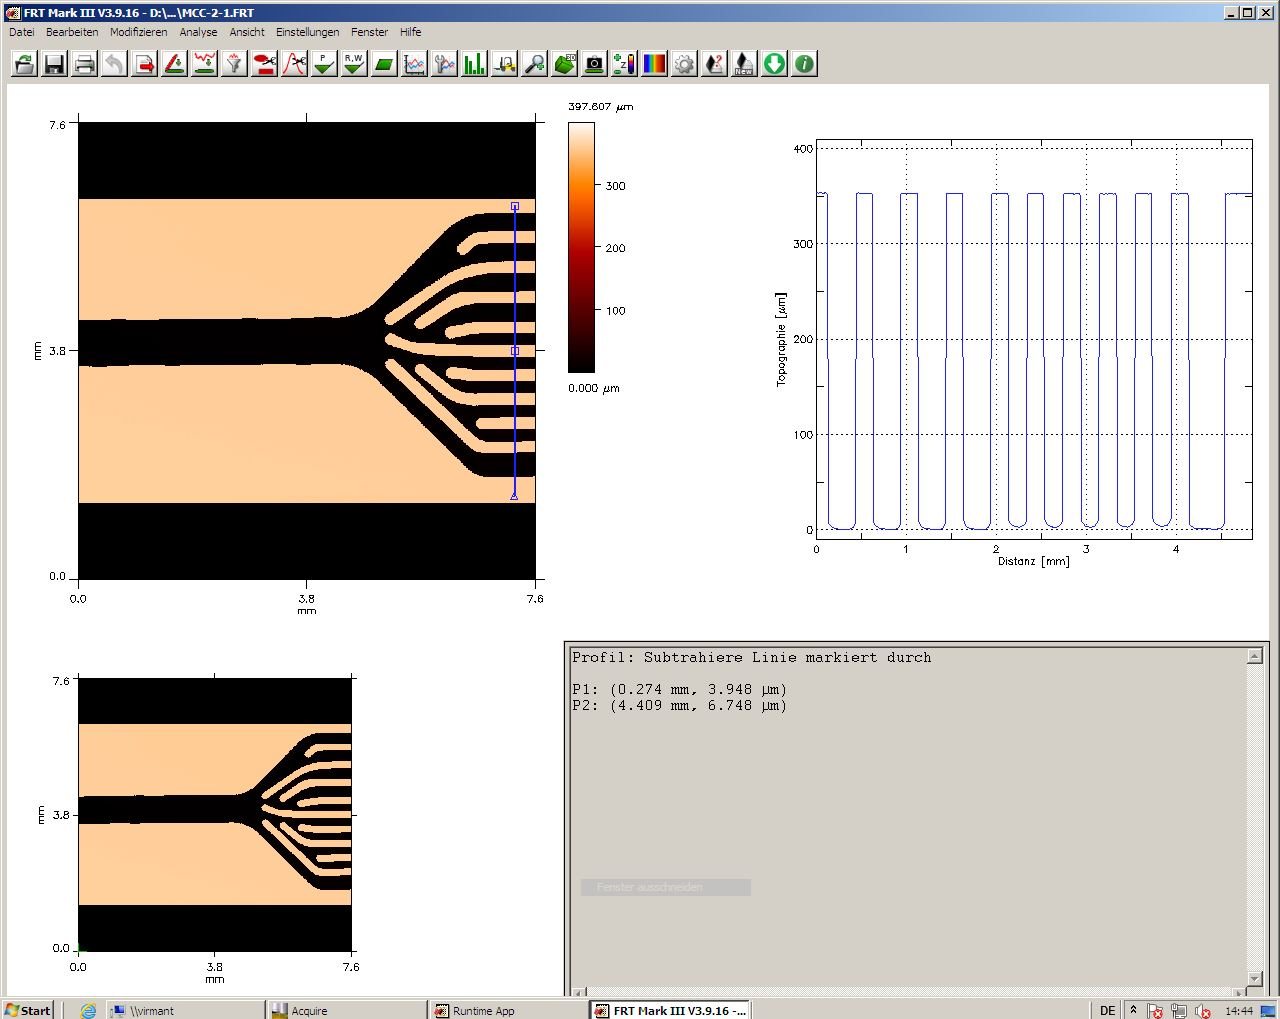 FRT Mark III V3.9.16 - D:\...\MCC-2-1.FRT
Datei Bearbeiten Modifizieren Analyse Ansicht Einstellungen Fenster Hilfe
P R,W 3D z ? New i
397.607 µm
7.6
300
200
100
0.000 µm
mm
3.8
0.0
0.0 3.8 7.6
mm
400
300
200
100
0
Topographie [µm]
0 1 2 3 4
Distanz [mm]
7.6
mm
3.8
0.0
0.0 3.8 7.6
mm
Profil: Subtrahiere Linie markiert durch
P1: (0.274 mm, 3.948 µm)
P2: (4.409 mm, 6.748 µm)
Fenster ausschneiden
Start \\virmant Acquire Runtime App FRT Mark III V3.9.16 -... DE 14:44